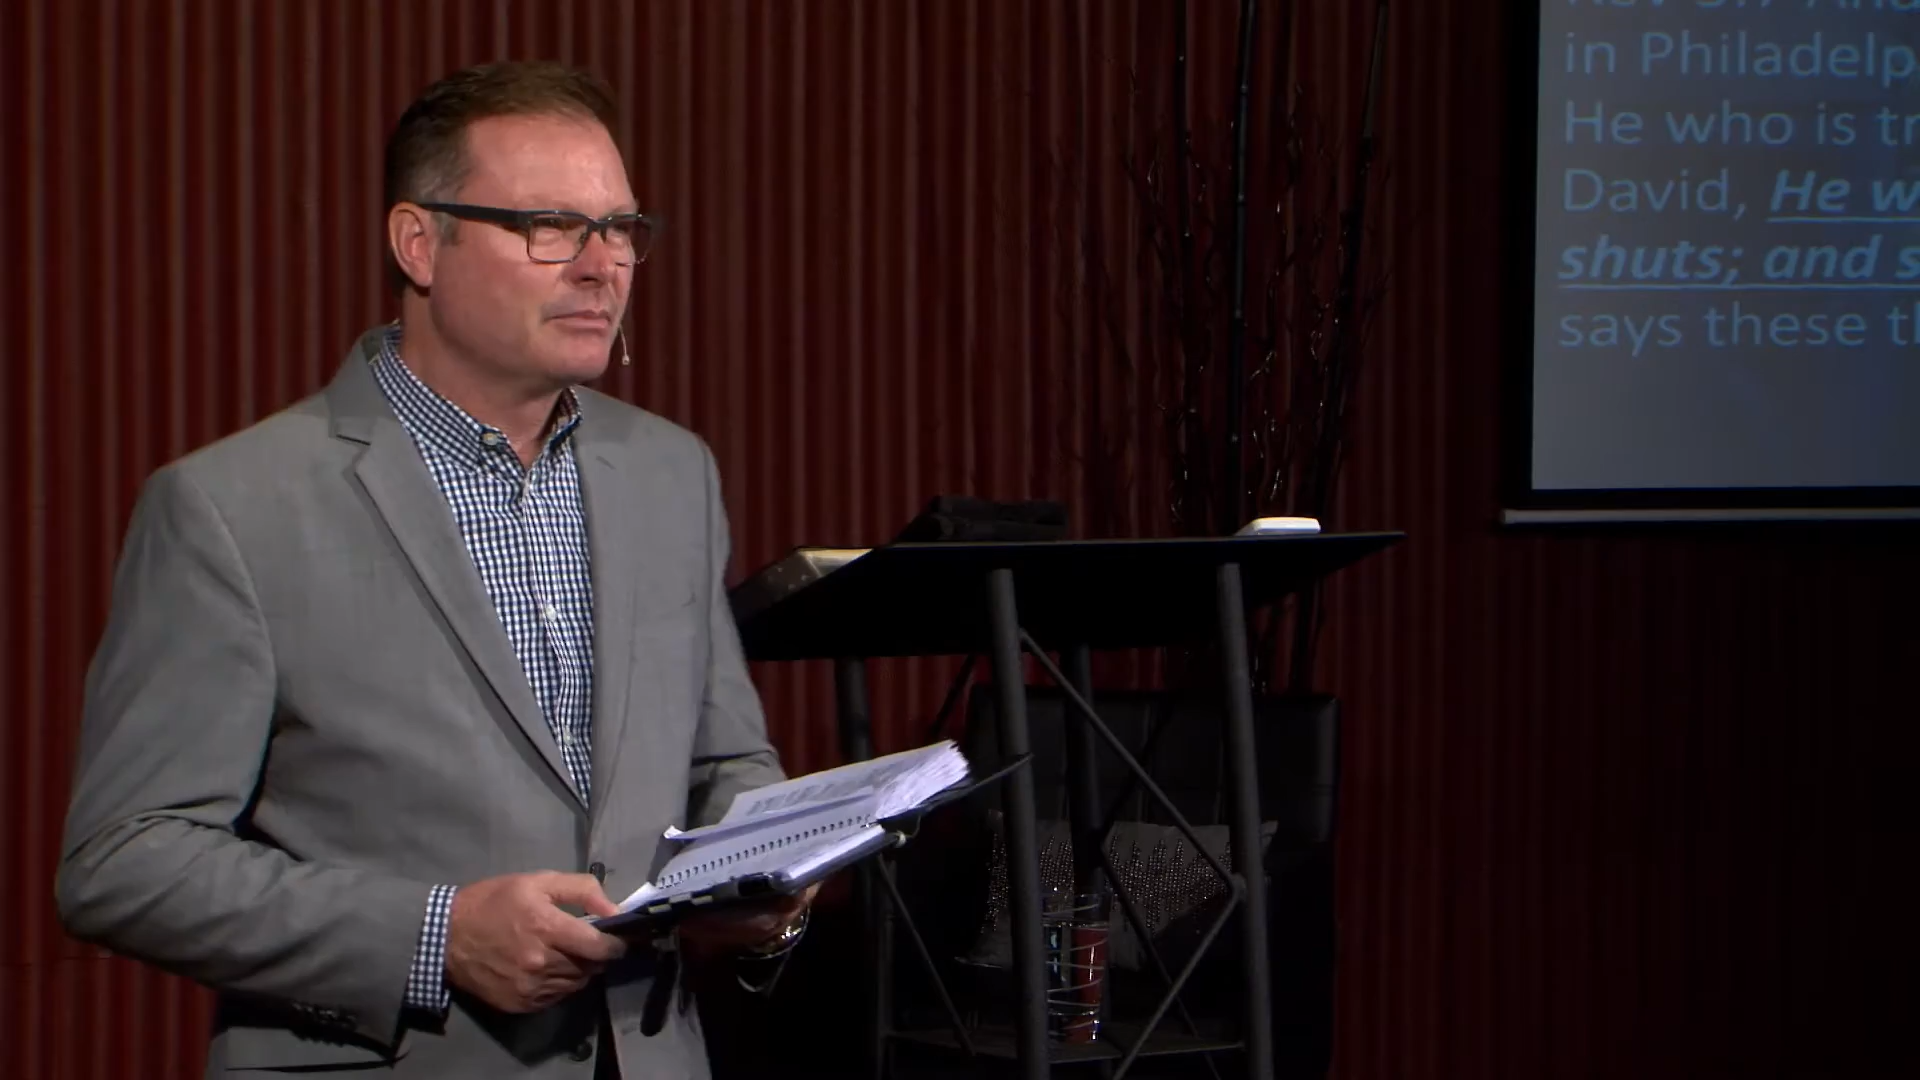 in Philadelp
He who is tr
David, He w
shuts; and s
says these th